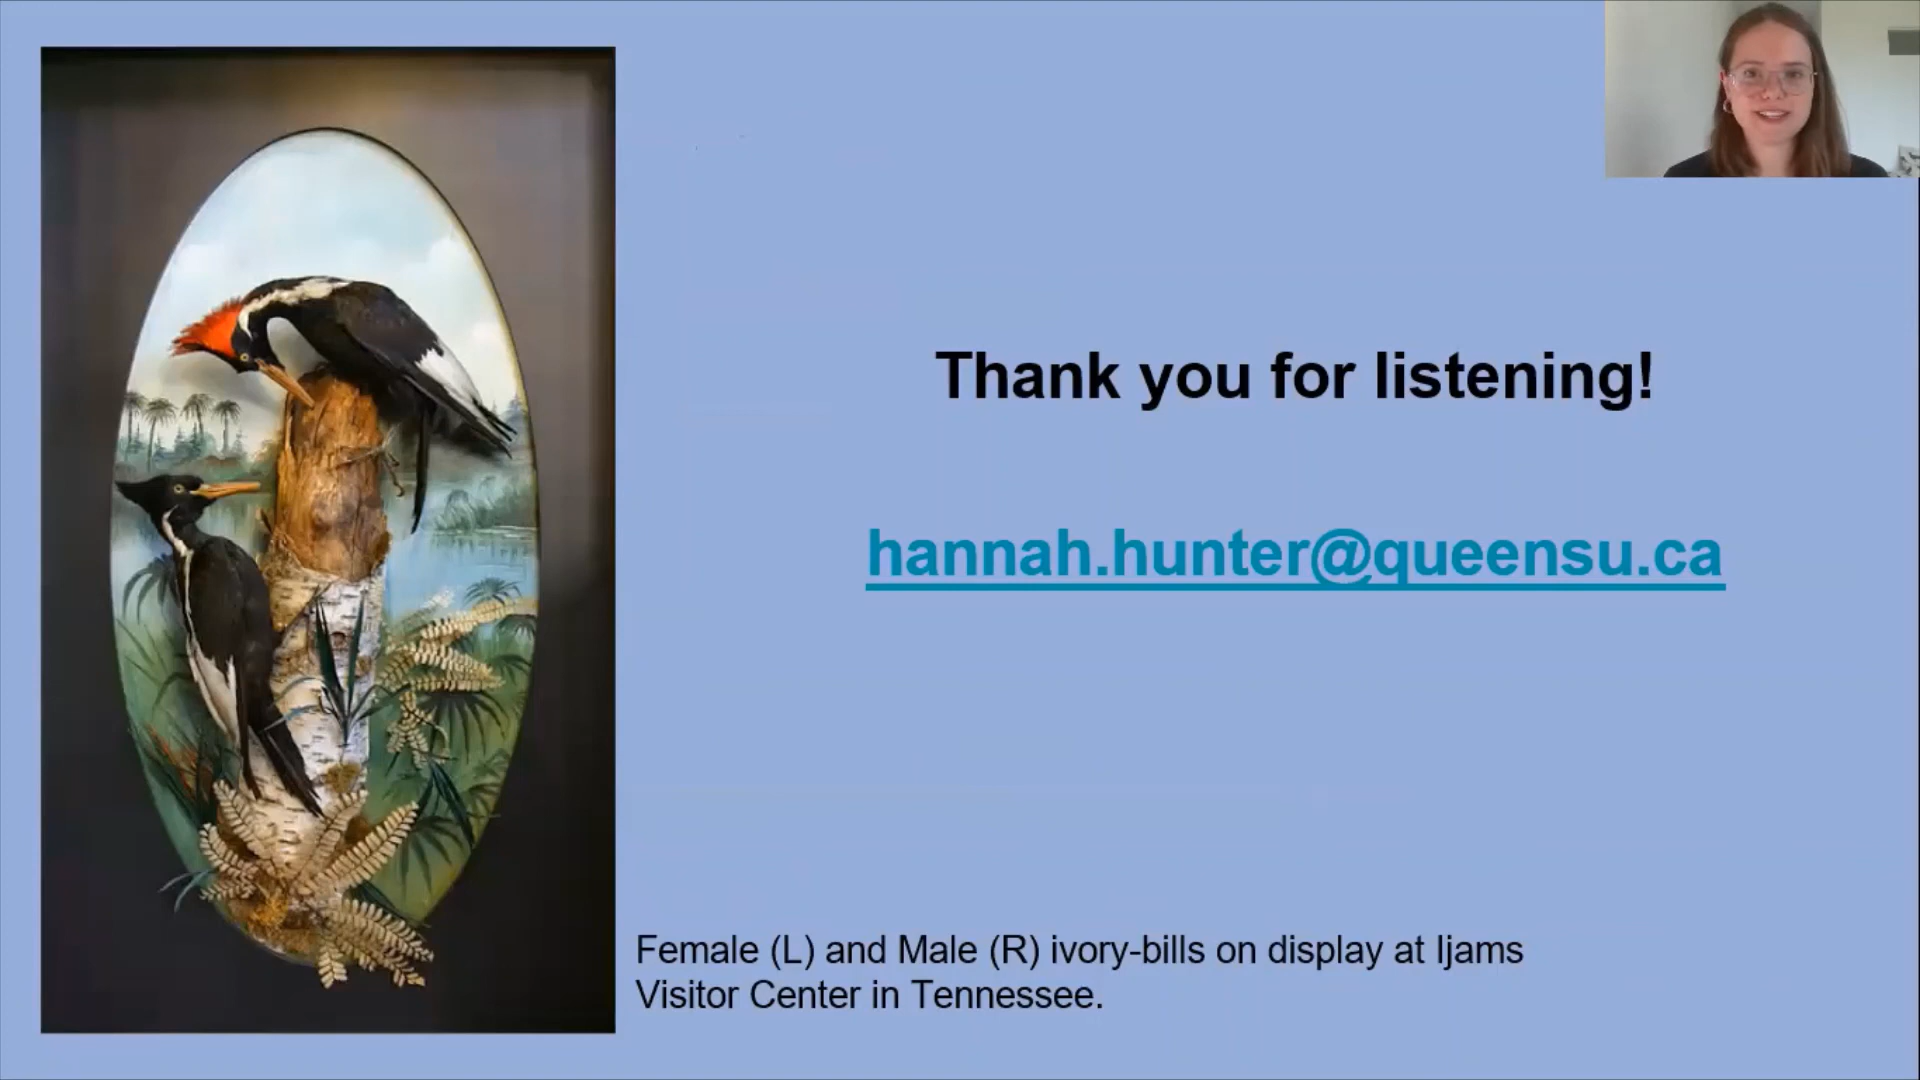 Thank you for listening!
hannah.hunter@queensu.ca
Female (L) and Male (R) ivory-bills on display at Ijams
Visitor Center in Tennessee.